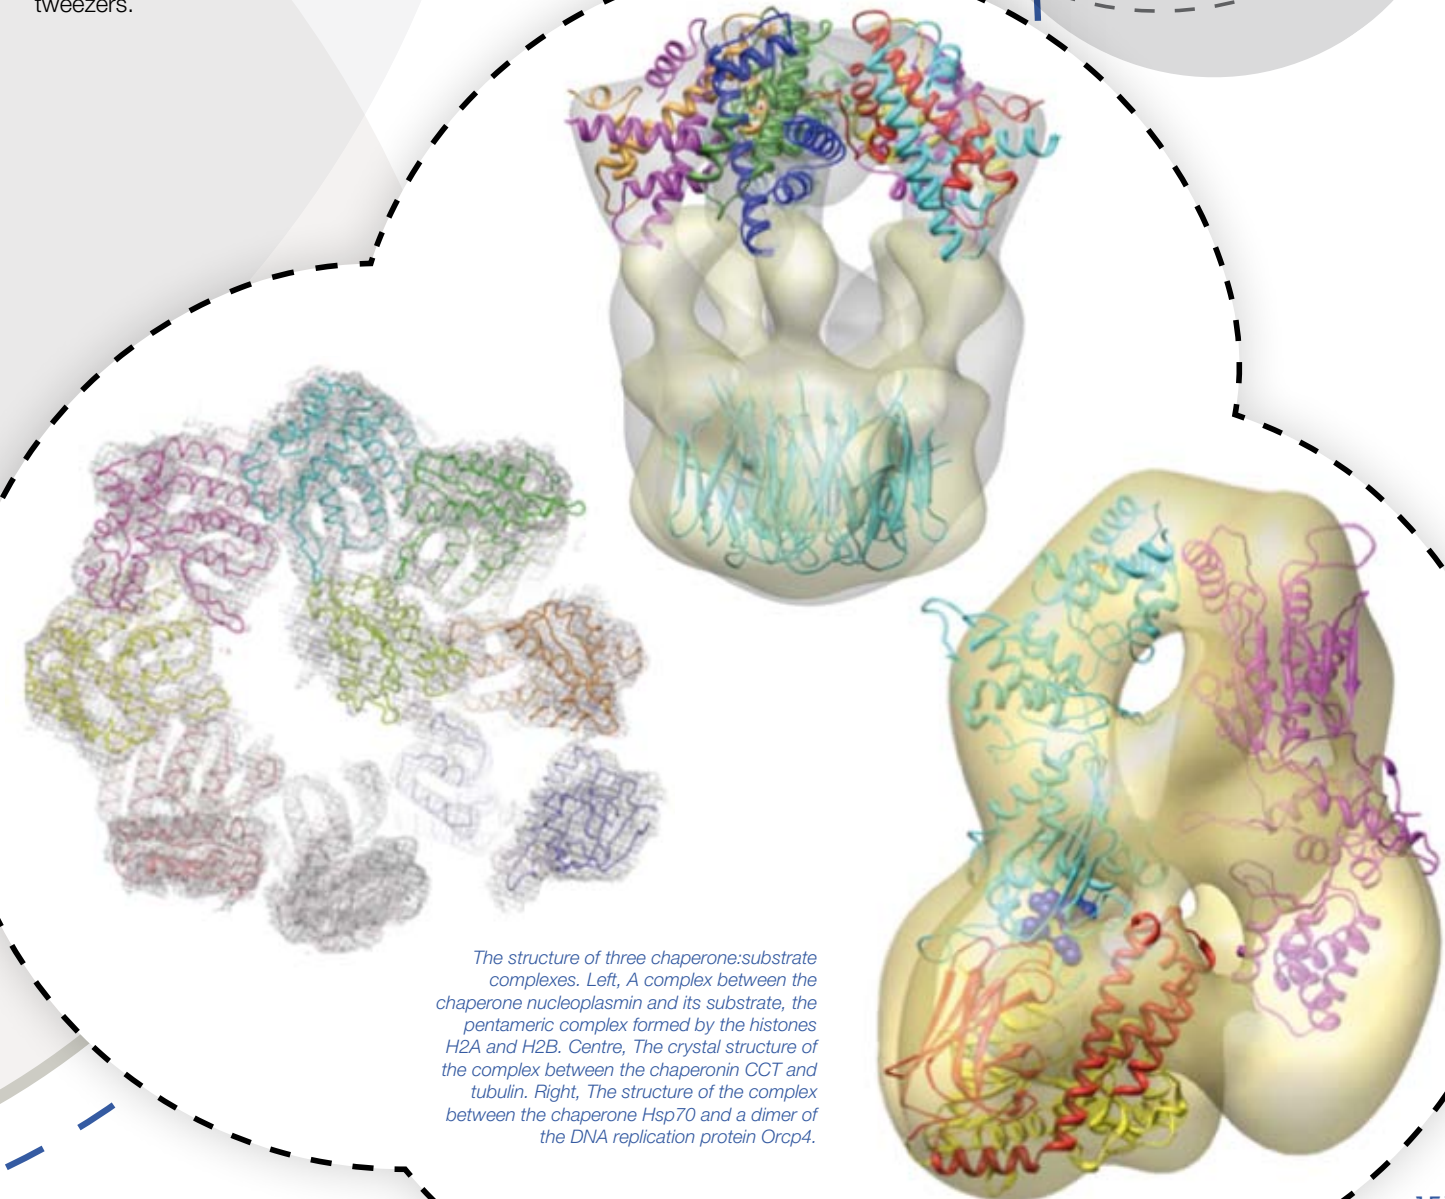 tweezers.
The structure of three chaperone:substrate
complexes. Left, A complex between the
chaperone nucleoplasmin and its substrate, the
pentameric complex formed by the histones
H2A and H2B. Centre, The crystal structure of
the complex between the chaperonin CCT and
tubulin. Right, The structure of the complex
between the chaperone Hsp70 and a dimer of
the DNA replication protein Orcp4.